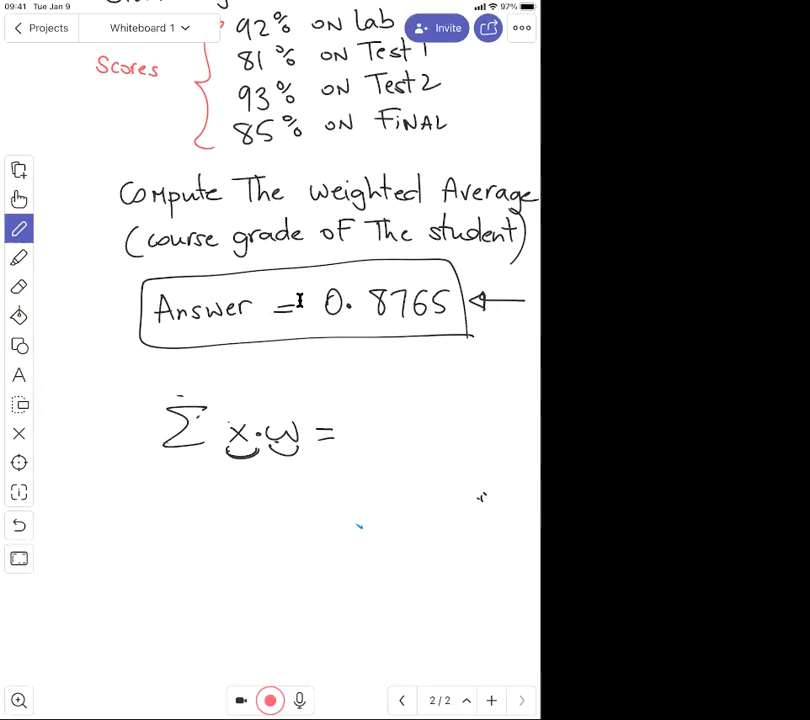 09:41 Tue Jan 9
97%
Projects
Whiteboard 1
Invite
92% ON Lab
81% ON Test 1
Scores
93% ON Test 2
85% ON FiNAL
Compute The Weighted Average
(course grade of The student)
Answer = 0.8765
Σ x·w =
A
2/2